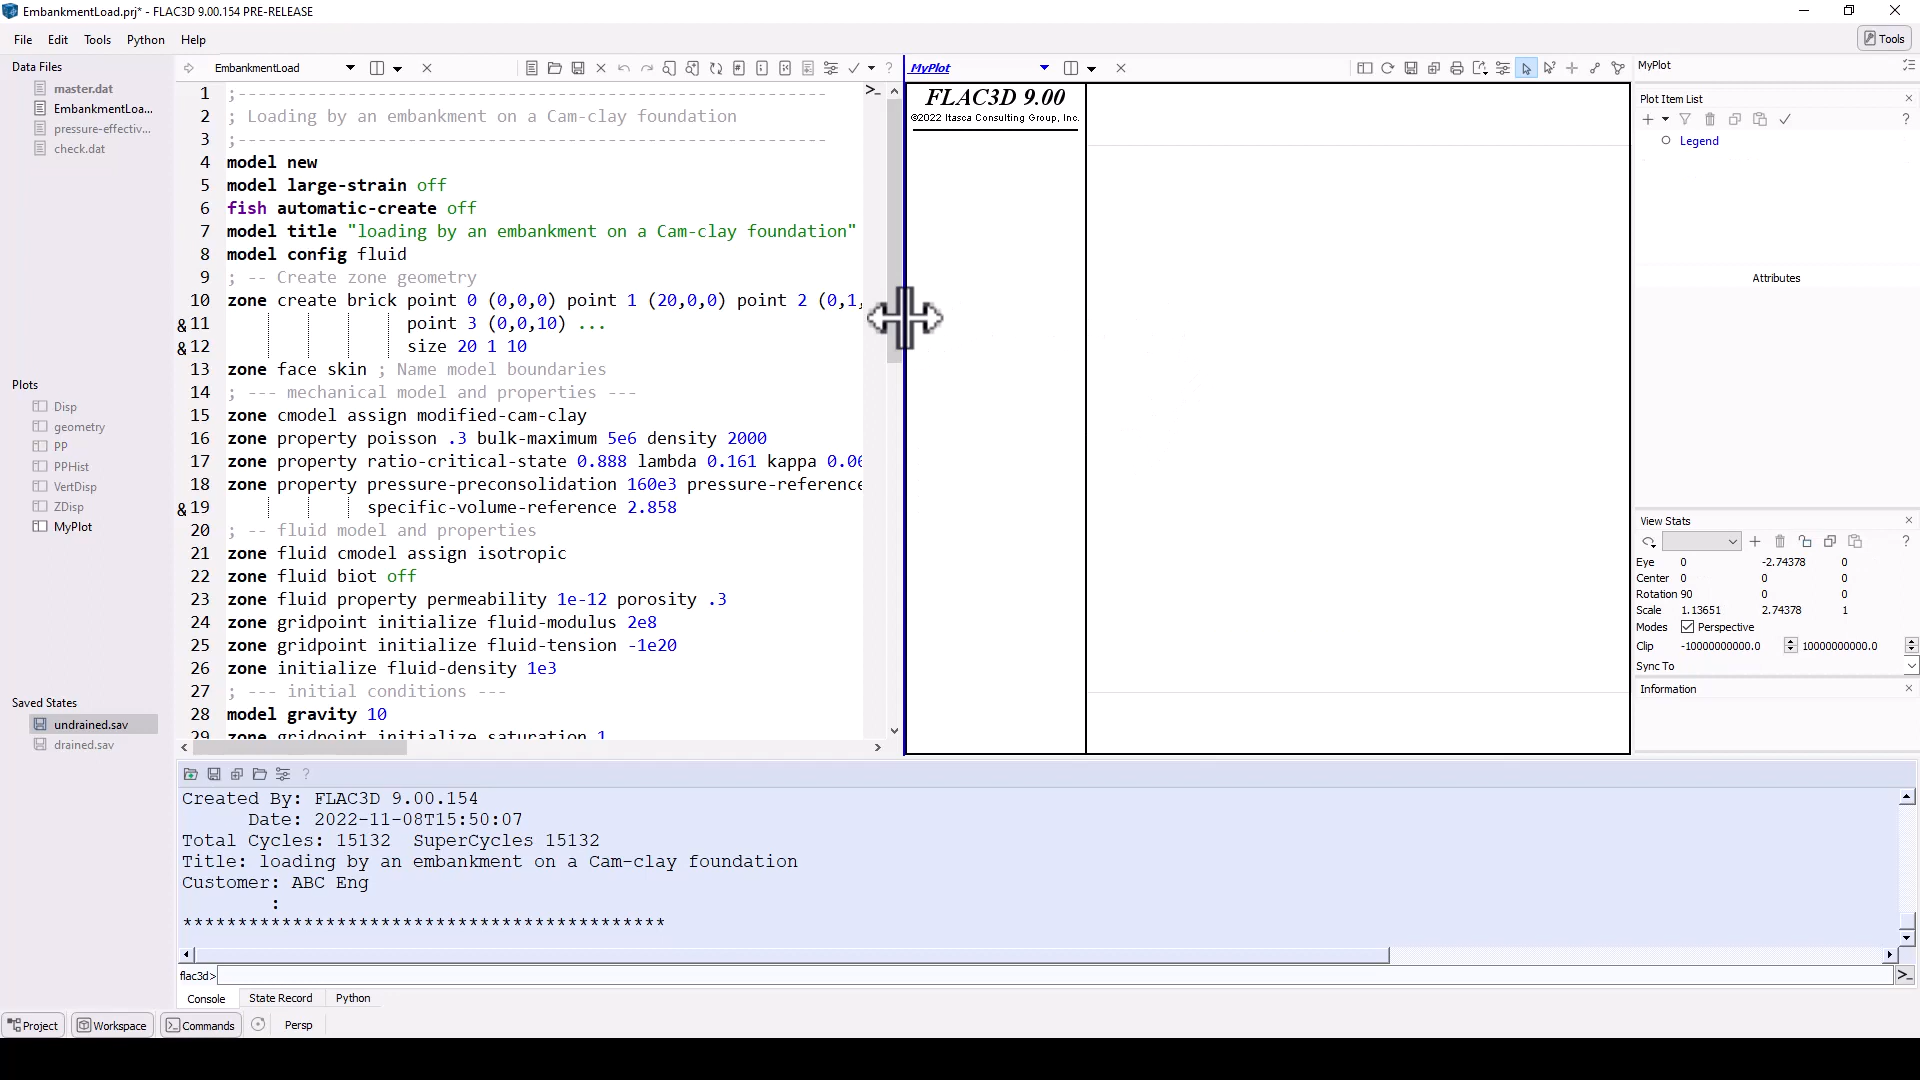 EmbankmentLoad.prj* - FLAC3D 9.00.154 PRE-RELEASE
File Edit Tools Python Help
Tools
Data Files
master.dat
EmbankmentLoa...
pressure-effectiv...
check.dat
Plots
Disp
geometry
PP
PPHist
VertDisp
ZDisp
MyPlot
Saved States
undrained.sav
drained.sav
EmbankmentLoad
1 ;-----------------------------------------------------------
2 ; Loading by an embankment on a Cam-clay foundation
3 ;-----------------------------------------------------------
4 model new
5 model large-strain off
6 fish automatic-create off
7 model title "loading by an embankment on a Cam-clay foundation"
8 model config fluid
9 ; -- Create zone geometry
10 zone create brick point 0 (0,0,0) point 1 (20,0,0) point 2 (0,1,
&11 point 3 (0,0,10) ...
&12 size 20 1 10
13 zone face skin ; Name model boundaries
14 ; --- mechanical model and properties ---
15 zone cmodel assign modified-cam-clay
16 zone property poisson .3 bulk-maximum 5e6 density 2000
17 zone property ratio-critical-state 0.888 lambda 0.161 kappa 0.06
18 zone property pressure-preconsolidation 160e3 pressure-reference
&19 specific-volume-reference 2.858
20 ; -- fluid model and properties
21 zone fluid cmodel assign isotropic
22 zone fluid biot off
23 zone fluid property permeability 1e-12 porosity .3
24 zone gridpoint initialize fluid-modulus 2e8
25 zone gridpoint initialize fluid-tension -1e20
26 zone initialize fluid-density 1e3
27 ; --- initial conditions ---
28 model gravity 10
29 zone gridpoint initialize saturation 1
MyPlot
FLAC3D 9.00
©2022 Itasca Consulting Group, Inc.
MyPlot
Plot Item List
Legend
Attributes
View Stats
Eye 0 -2.74378 0
Center 0 0 0
Rotation 90 0 0
Scale 1.13651 2.74378 1
Modes Perspective
Clip -10000000000.0 10000000000.0
Sync To
Information
Created By: FLAC3D 9.00.154
Date: 2022-11-08T15:50:07
Total Cycles: 15132 SuperCycles 15132
Title: loading by an embankment on a Cam-clay foundation
Customer: ABC Eng
:
********************************************
flac3d>
Console State Record Python
Project Workspace Commands Persp